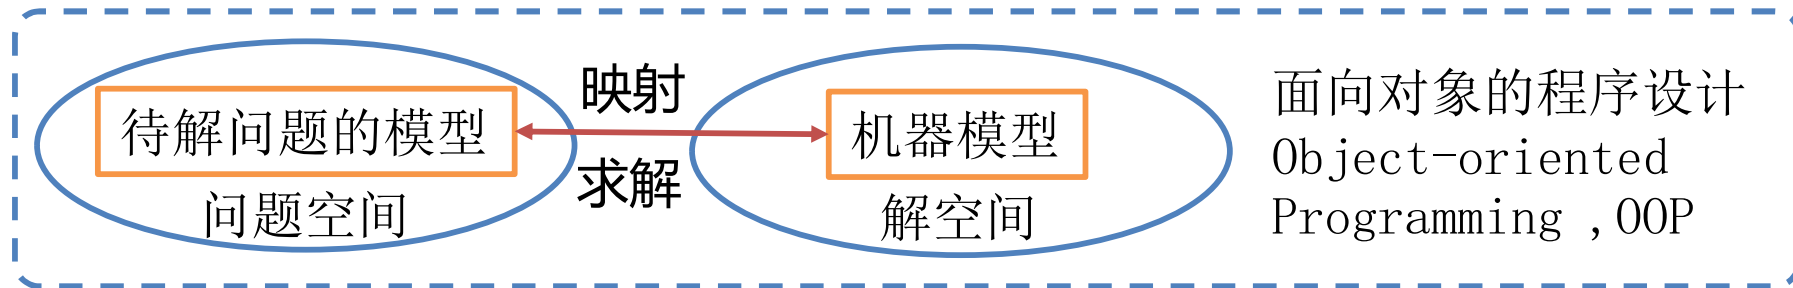 待解问题的模型
问题空间
映射
求解
机器模型
解空间
面向对象的程序设计
Object-oriented
Programming ,OOP